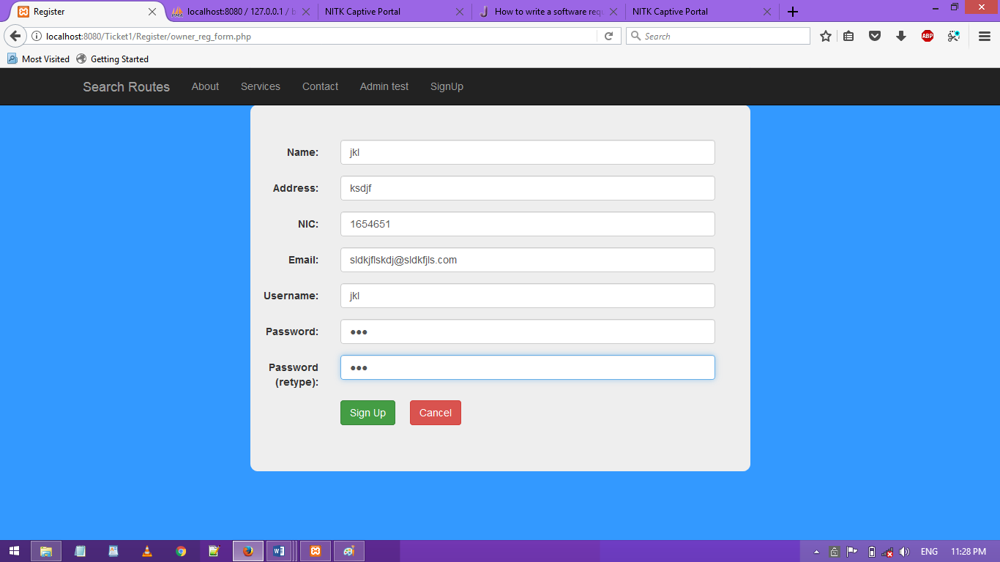 Register
localhost:8080 / 127.0.0.1 / b
NITK Captive Portal
How to write a software requ
NITK Captive Portal
localhost:8080/Ticket1/Register/owner_reg_form.php
Search
ABP
Most Visited
Getting Started
Search Routes
About
Services
Contact
Admin test
SignUp
Name:
jkl
Address:
ksdjf
NIC:
1654651
Email:
sldkjflskdj@sldkfjls.com
Username:
jkl
Password:
●●●
Password
(retype):
●●●
Sign Up
Cancel
ENG
11:28 PM